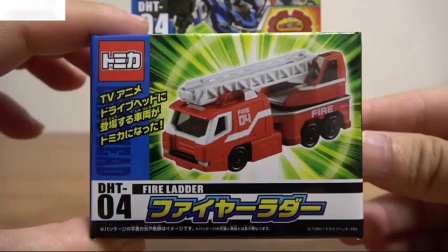 DHT-
04
トミカ
TVアニメ
ドライブヘッドに
登場する車両が
トミカになった!
FIRE
04
FIRE
DHT-
04
FIRE LADDER
ファイヤーラダー